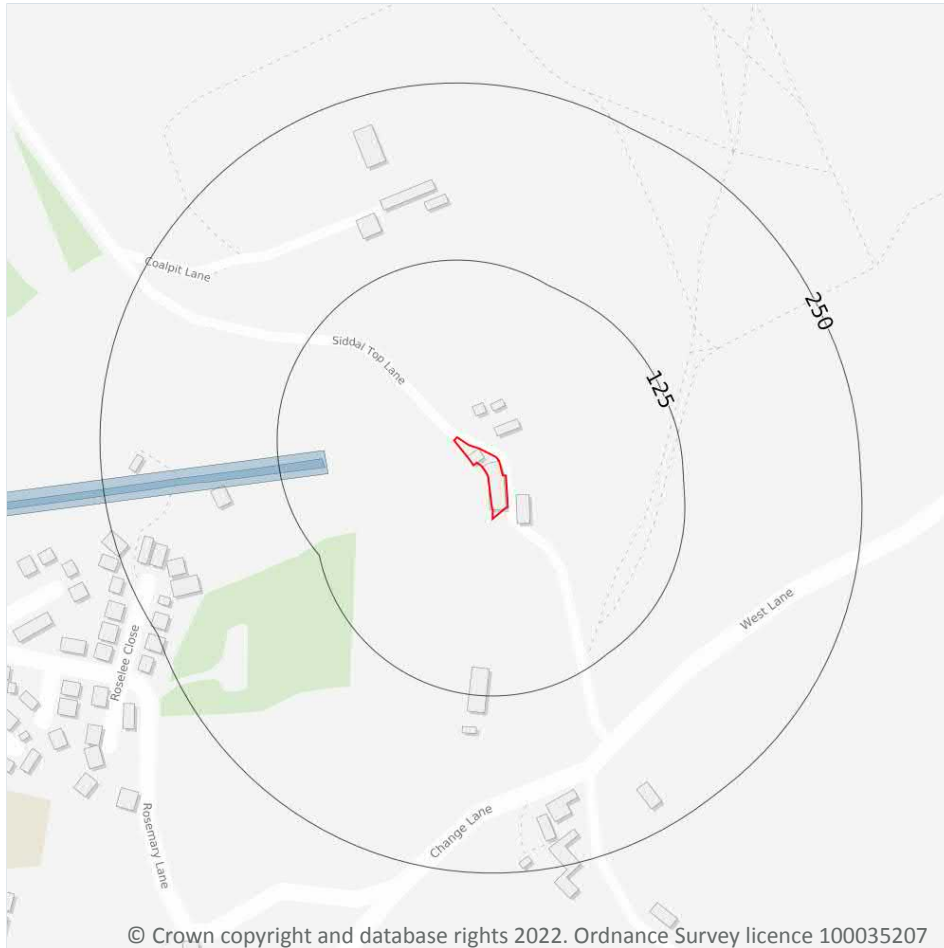 250
Coalpit Lane
Siddal Top Lane
125
West Lane
Roselee Close
Change Lane
Rosemary Lane
© Crown copyright and database rights 2022. Ordnance Survey licence 100035207